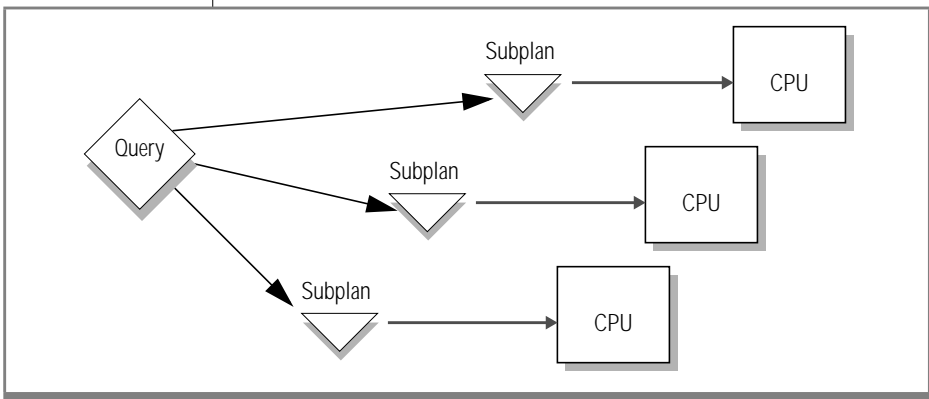 Subplan
CPU
Query
Subplan
CPU
Subplan
CPU